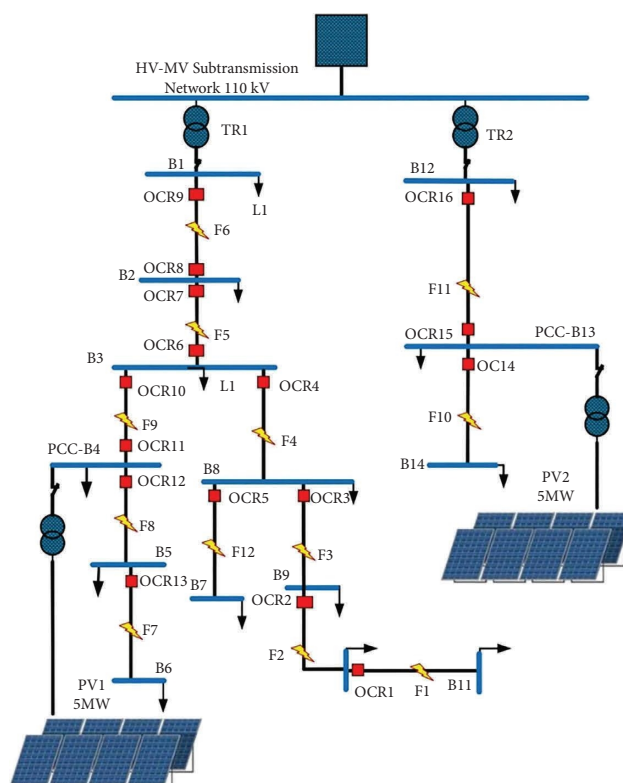 HV-MV Subtransmission
Network 110 kV
TR1
TR2
B1
B12
OCR9
L1
OCR16
F6
OCR8
B2
OCR7
F11
F5
OCR6
OCR15
PCC-B13
B3
L1
OCR10
OCR4
OC14
F9
F4
F10
OCR11
PCC-B4
B8
B14
OCR12
OCR5
OCR3
PV2
5MW
F8
F12
F3
B5
B7
B9
OCR13
OCR2
F7
F2
B6
PV1
5MW
OCR1
F1
B11